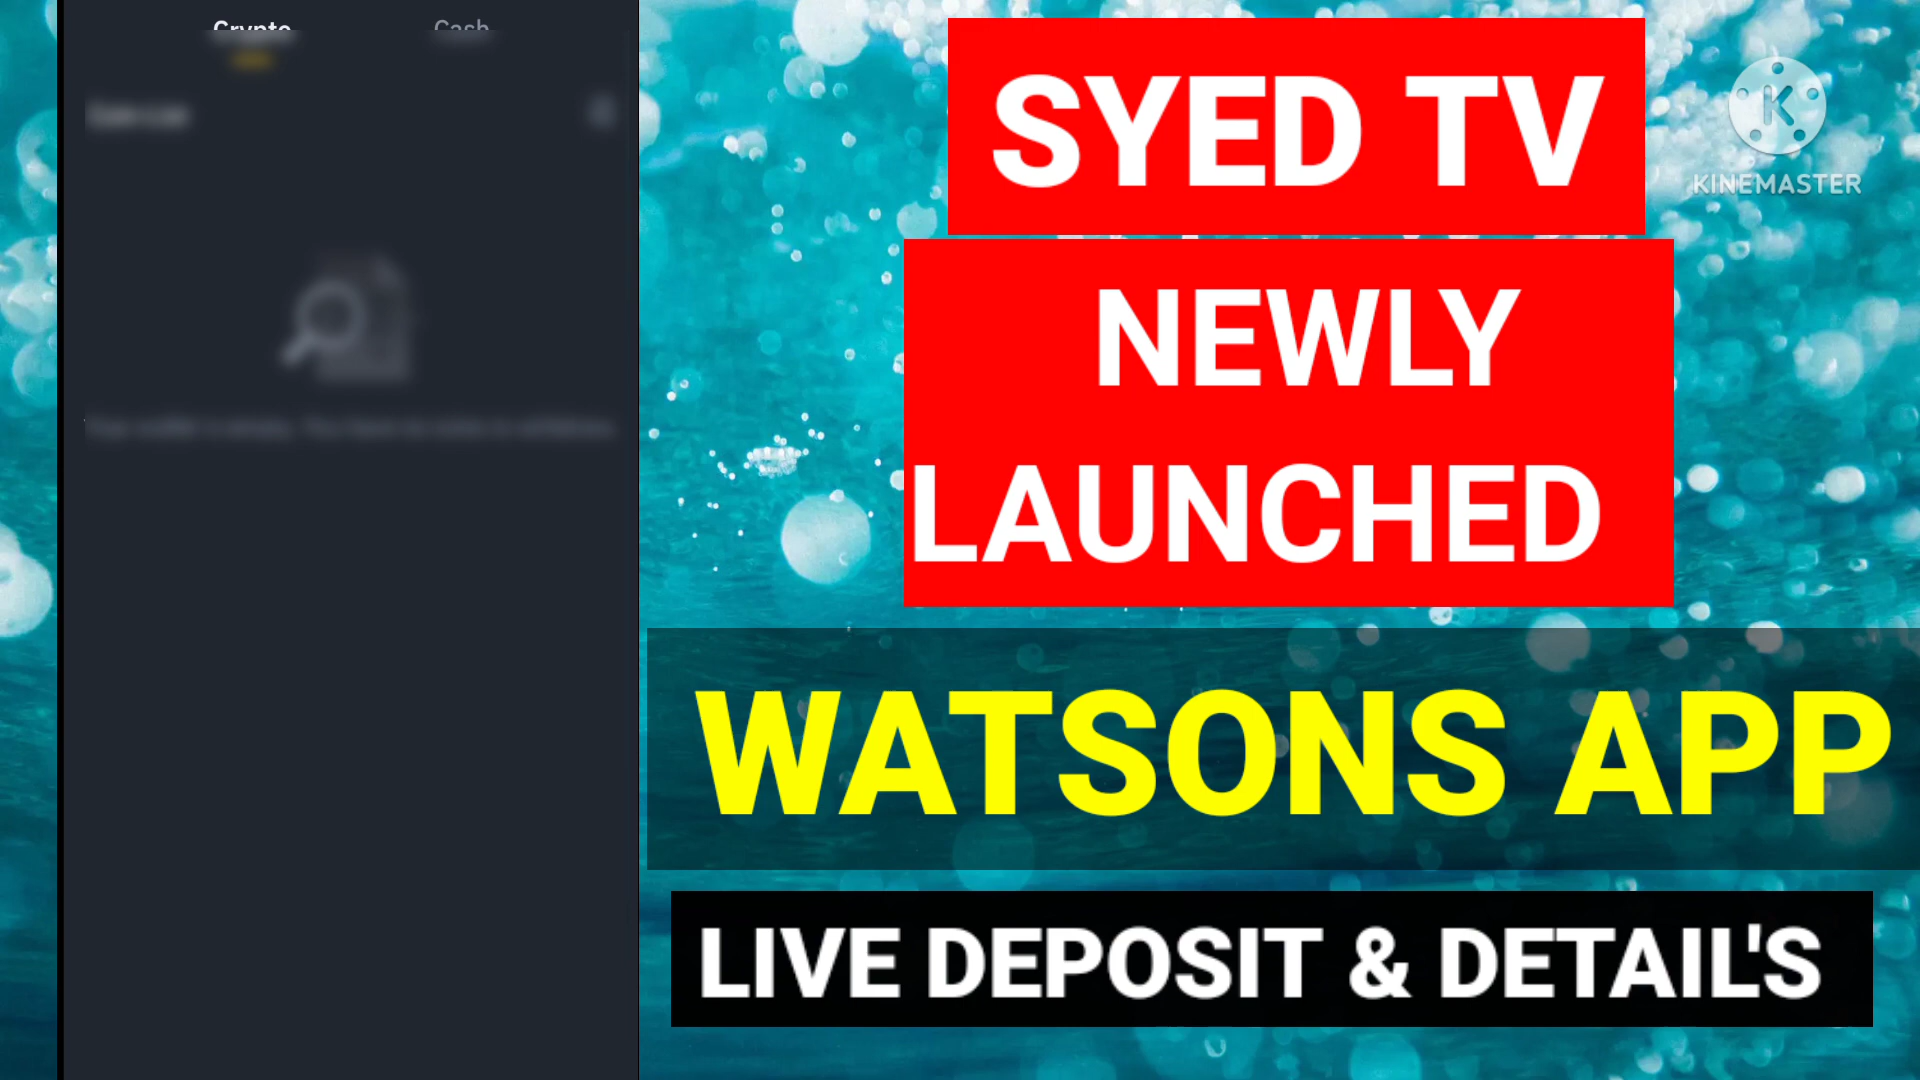 Crypto
Cash
SYED TV
NEWLY
LAUNCHED
WATSONS APP
LIVE DEPOSIT & DETAIL'S
KINEMASTER